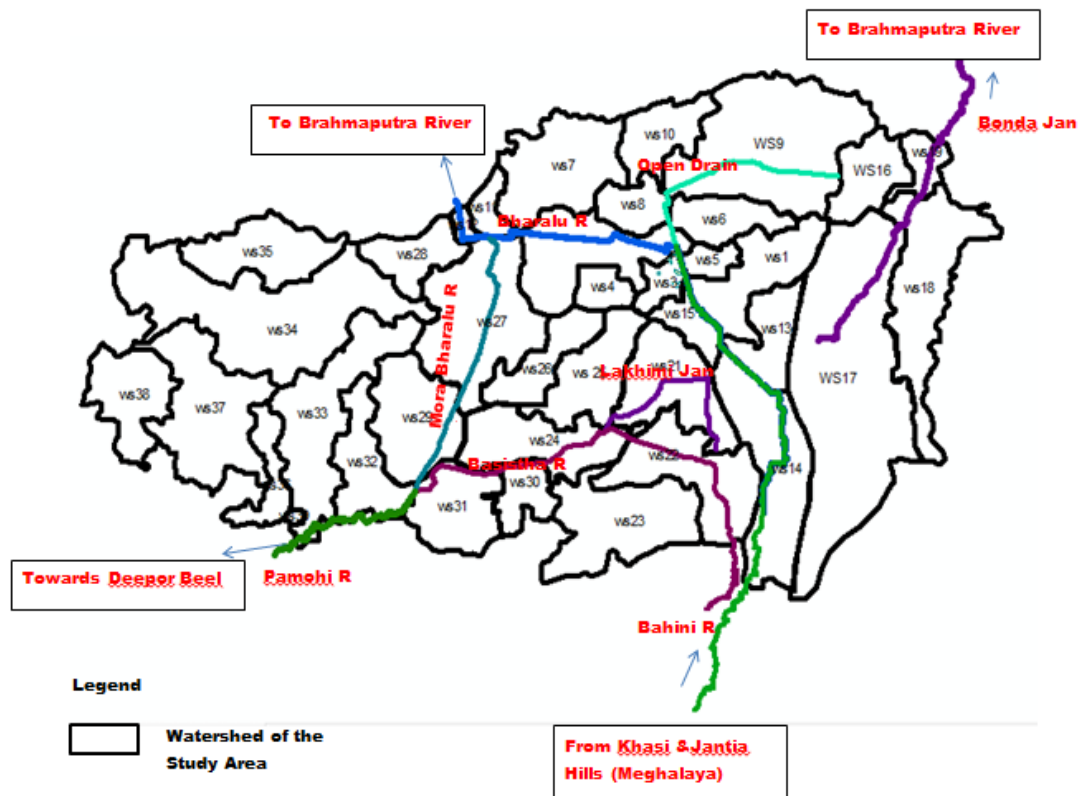 To Brahmaputra River
To Brahmaputra River
Bonda Jan
ws10
WS9
ws7
Open Drain
WS16
ws8
Bharalu R
ws6
ws35
ws28
ws5
ws1
ws3
ws4
ws18
ws15
ws27
ws34
ws13
Mora Bharalu R
ws26
ws21
Lakhimi Jan
WS17
ws38
ws37
ws33
ws29
ws24
ws22
Basistha R
ws32
ws14
ws30
ws31
ws23
Towards Deepor Beel
Pamohi R
Bahini R
Legend
Watershed of the
Study Area
From Khasi &Jantia
Hills (Meghalaya)